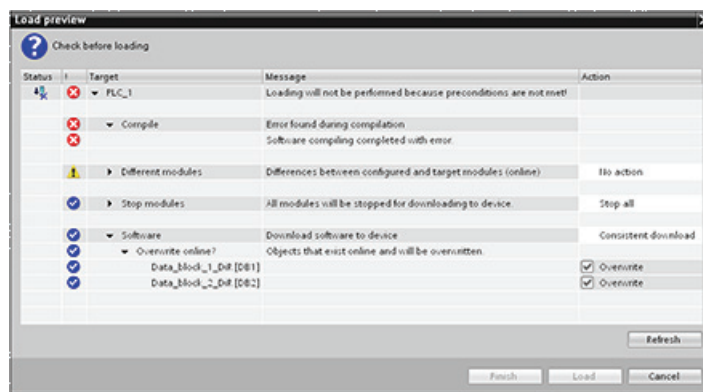 Load preview
Check before loading
Status ! Target Message Action
PLC_1 Loading will not be performed because preconditions are not met!
Compile Error found during compilation
Software compiling completed with error.
Different modules Differences between configured and target modules (online) No action
Stop modules All modules will be stopped for downloading to device. Stop all
Software Download software to device Consistent download
Overwrite online? Objects that exist online and will be overwritten.
Data_block_1_Dif. [DB1] Overwrite
Data_block_2_Dif. [DB2] Overwrite
Refresh
Finish Load Cancel